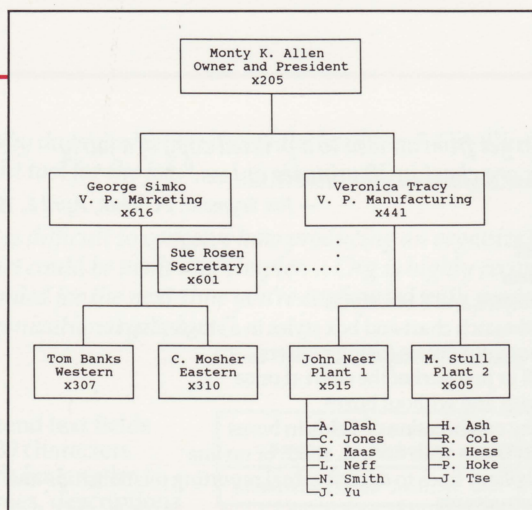 Monty K. Allen
Owner and President
x205
George Simko
V. P. Marketing
x616
Veronica Tracy
V. P. Manufacturing
x441
Sue Rosen
Secretary
x601
Tom Banks
Western
x307
C. Mosher
Eastern
x310
John Neer
Plant 1
x515
M. Stull
Plant 2
x605
A. Dash
C. Jones
F. Maas
L. Neff
N. Smith
J. Yu
H. Ash
R. Cole
R. Hess
P. Hoke
J. Tse